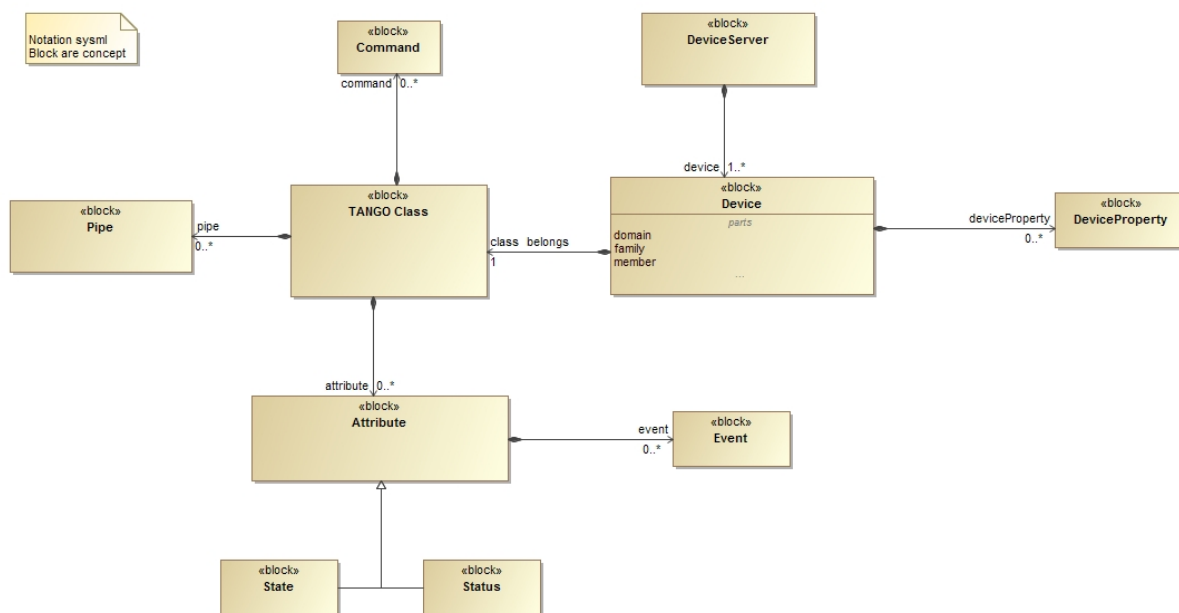 Notation sysml
Block are concept
«block»
Command
command 0..*
«block»
DeviceServer
device 1..*
«block»
Pipe
pipe
0..*
«block»
TANGO Class
class belongs
1
«block»
Device
parts
domain
family
member
...
deviceProperty
0..*
«block»
DeviceProperty
attribute 0..*
«block»
Attribute
event
0..*
«block»
Event
«block»
State
«block»
Status